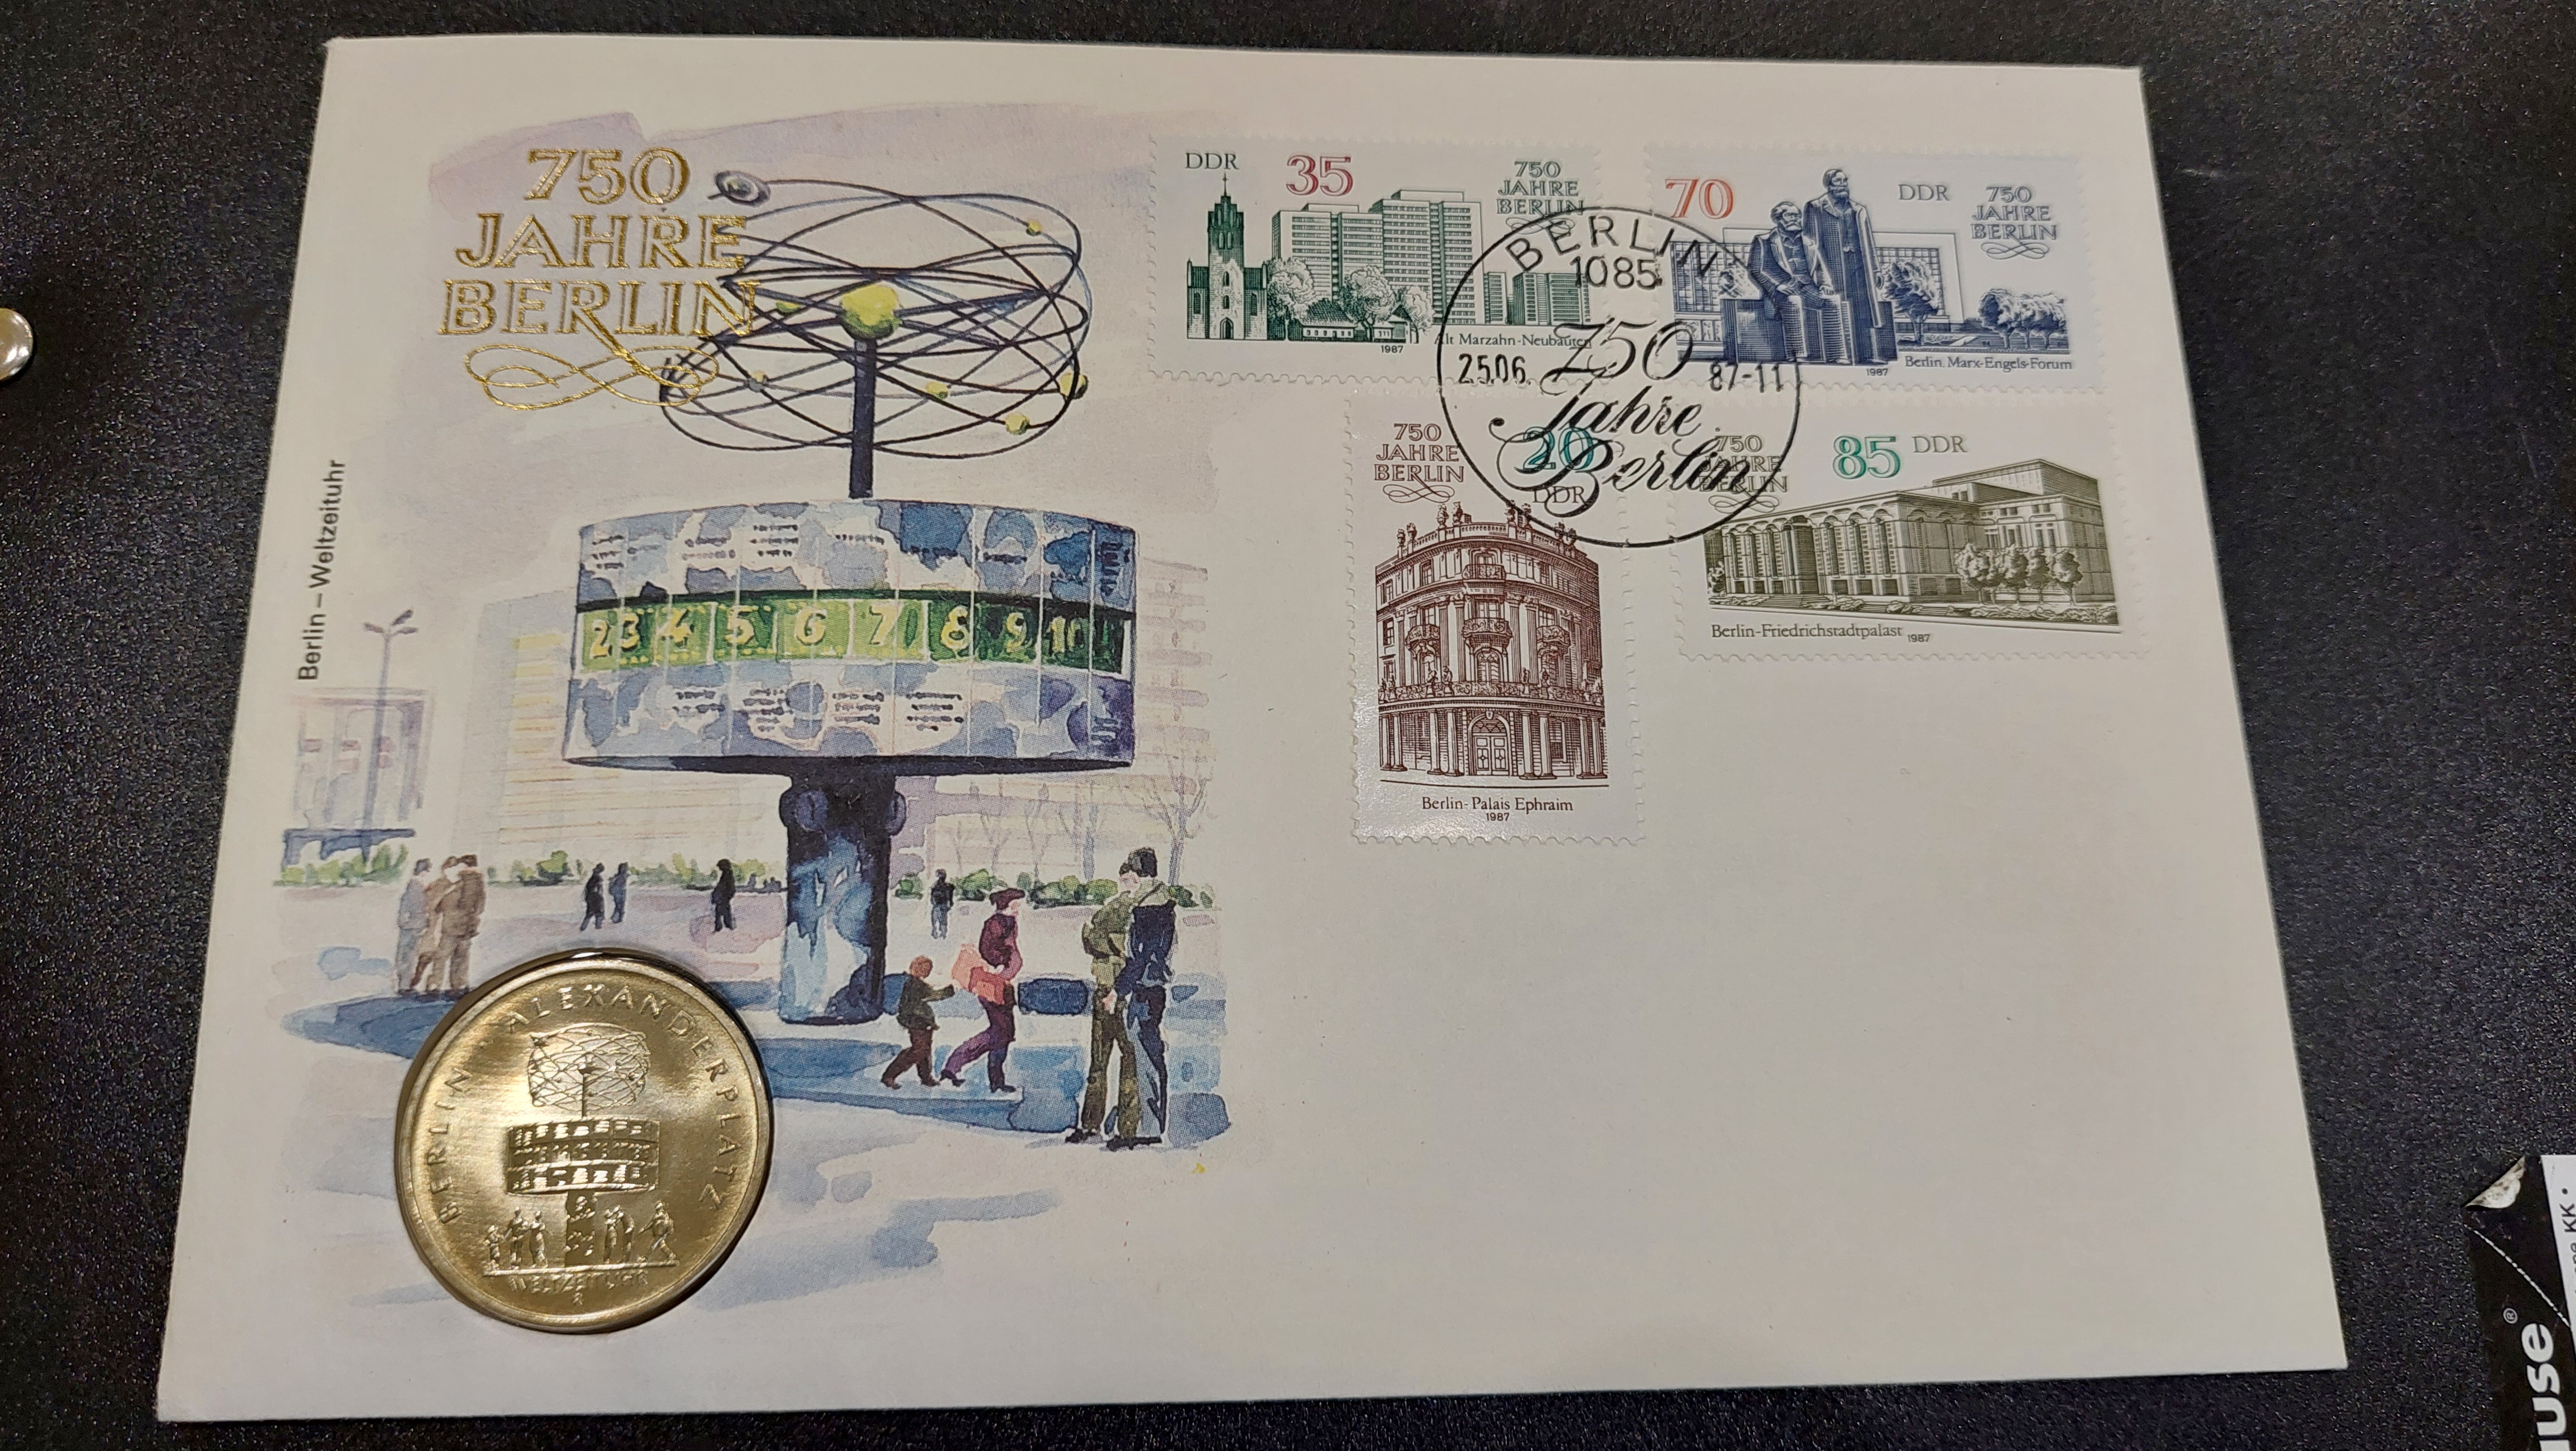 750
JAHRE
BERLIN
Berlin – Weltzeituhr
2 3 4 5 6 7 8 9 10
BERLIN ALEXANDERPLATZ
WELTZEITUHR
DDR
35
750
JAHRE
BERLIN
Alt Marzahn-Neubauten
1987
70
DDR
750
JAHRE
BERLIN
Berlin, Marx-Engels-Forum
1987
BERLIN
1085
25.06. 87-11
750
Jahre
Berlin
750
JAHRE
BERLIN
20
DDR
Berlin-Palais Ephraim
1987
750
JAHRE
BERLIN
85
DDR
Berlin-Friedrichstadtpalast 1987
use®